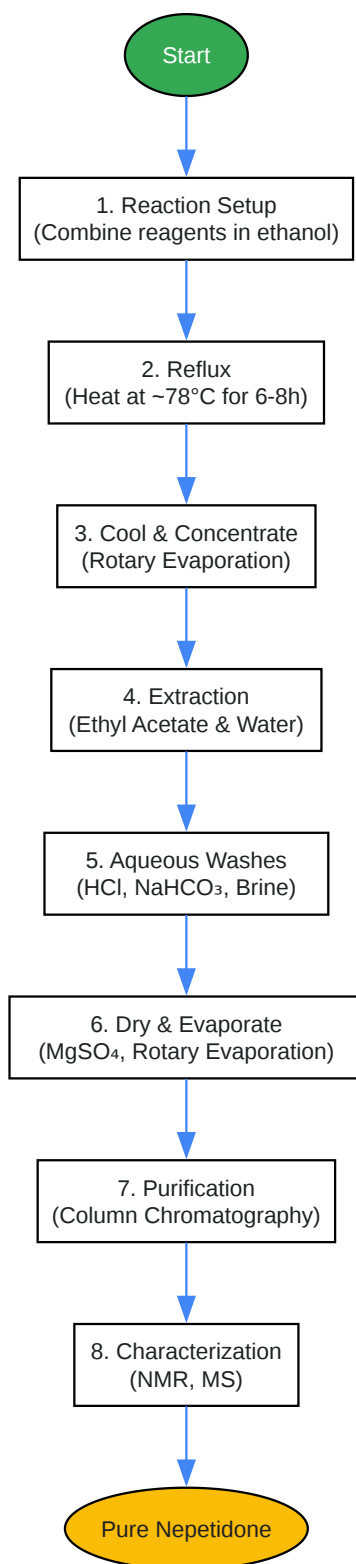 Start
1. Reaction Setup
(Combine reagents in ethanol)
2. Reflux
(Heat at ~78°C for 6-8h)
3. Cool & Concentrate
(Rotary Evaporation)
4. Extraction
(Ethyl Acetate & Water)
5. Aqueous Washes
(HCl, NaHCO₃, Brine)
6. Dry & Evaporate
(MgSO₄, Rotary Evaporation)
7. Purification
(Column Chromatography)
8. Characterization
(NMR, MS)
Pure Nepetidone